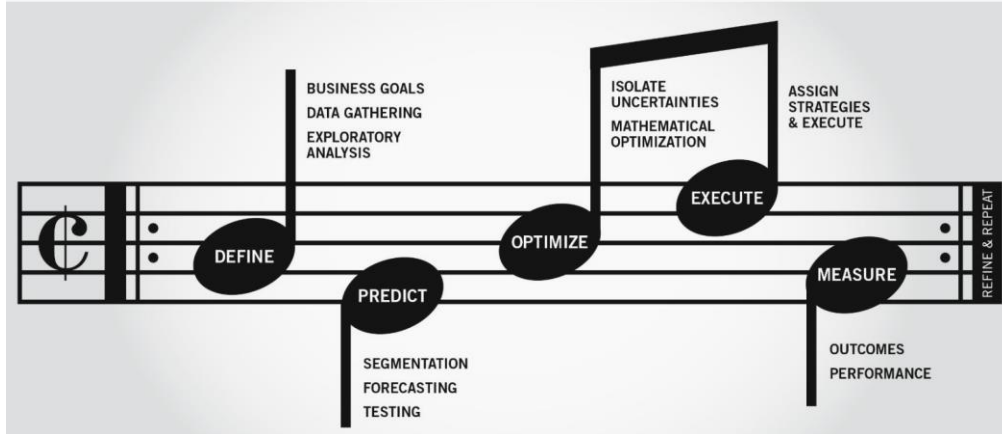 DEFINE
BUSINESS GOALS
DATA GATHERING
EXPLORATORY
ANALYSIS
PREDICT
SEGMENTATION
FORECASTING
TESTING
OPTIMIZE
ISOLATE
UNCERTAINTIES
MATHEMATICAL
OPTIMIZATION
EXECUTE
ASSIGN
STRATEGIES
& EXECUTE
MEASURE
OUTCOMES
PERFORMANCE
REFINE & REPEAT